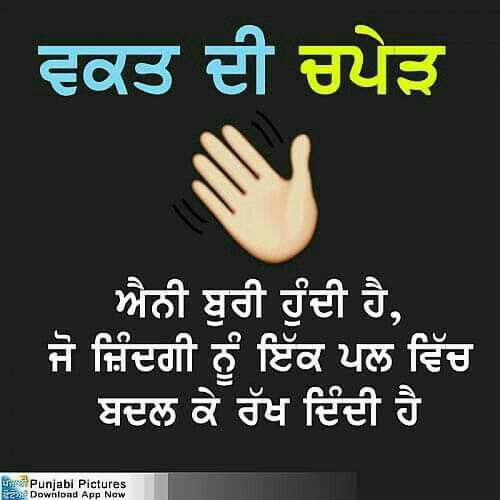 ਵਕਤ ਦੀ ਚਪੇੜ
ਐਨੀ ਬੁਰੀ ਹੁੰਦੀ ਹੈ,
ਜੋ ਜ਼ਿੰਦਗੀ ਨੂੰ ਇੱਕ ਪਲ ਵਿੱਚ
ਬਦਲ ਕੇ ਰੱਖ ਦਿੰਦੀ ਹੈ
Punjabi Pictures
Download App Now